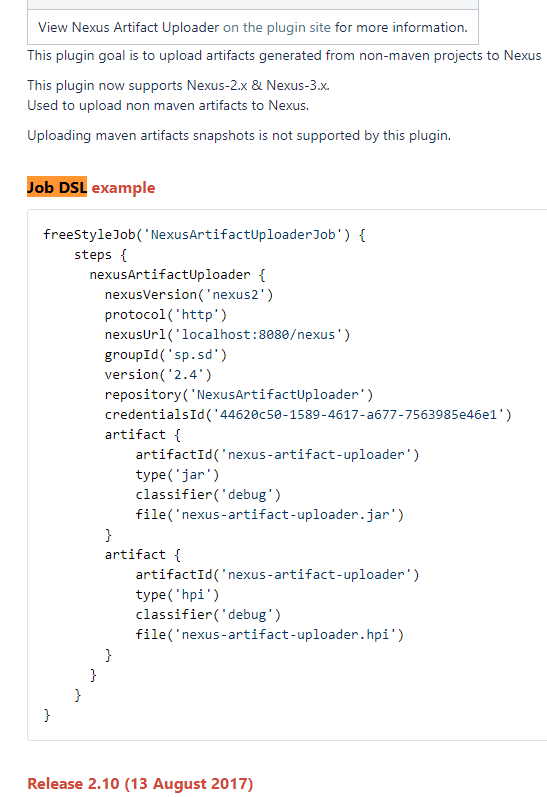 View Nexus Artifact Uploader on the plugin site for more information.
This plugin goal is to upload artifacts generated from non-maven projects to Nexus
This plugin now supports Nexus-2.x & Nexus-3.x.
Used to upload non maven artifacts to Nexus.
Uploading maven artifacts snapshots is not supported by this plugin.
Job DSL example
freeStyleJob('NexusArtifactUploaderJob') {
    steps {
      nexusArtifactUploader {
        nexusVersion('nexus2')
        protocol('http')
        nexusUrl('localhost:8080/nexus')
        groupId('sp.sd')
        version('2.4')
        repository('NexusArtifactUploader')
        credentialsId('44620c50-1589-4617-a677-7563985e46e1')
        artifact {
            artifactId('nexus-artifact-uploader')
            type('jar')
            classifier('debug')
            file('nexus-artifact-uploader.jar')
        }
        artifact {
            artifactId('nexus-artifact-uploader')
            type('hpi')
            classifier('debug')
            file('nexus-artifact-uploader.hpi')
        }
      }
    }
}
Release 2.10 (13 August 2017)